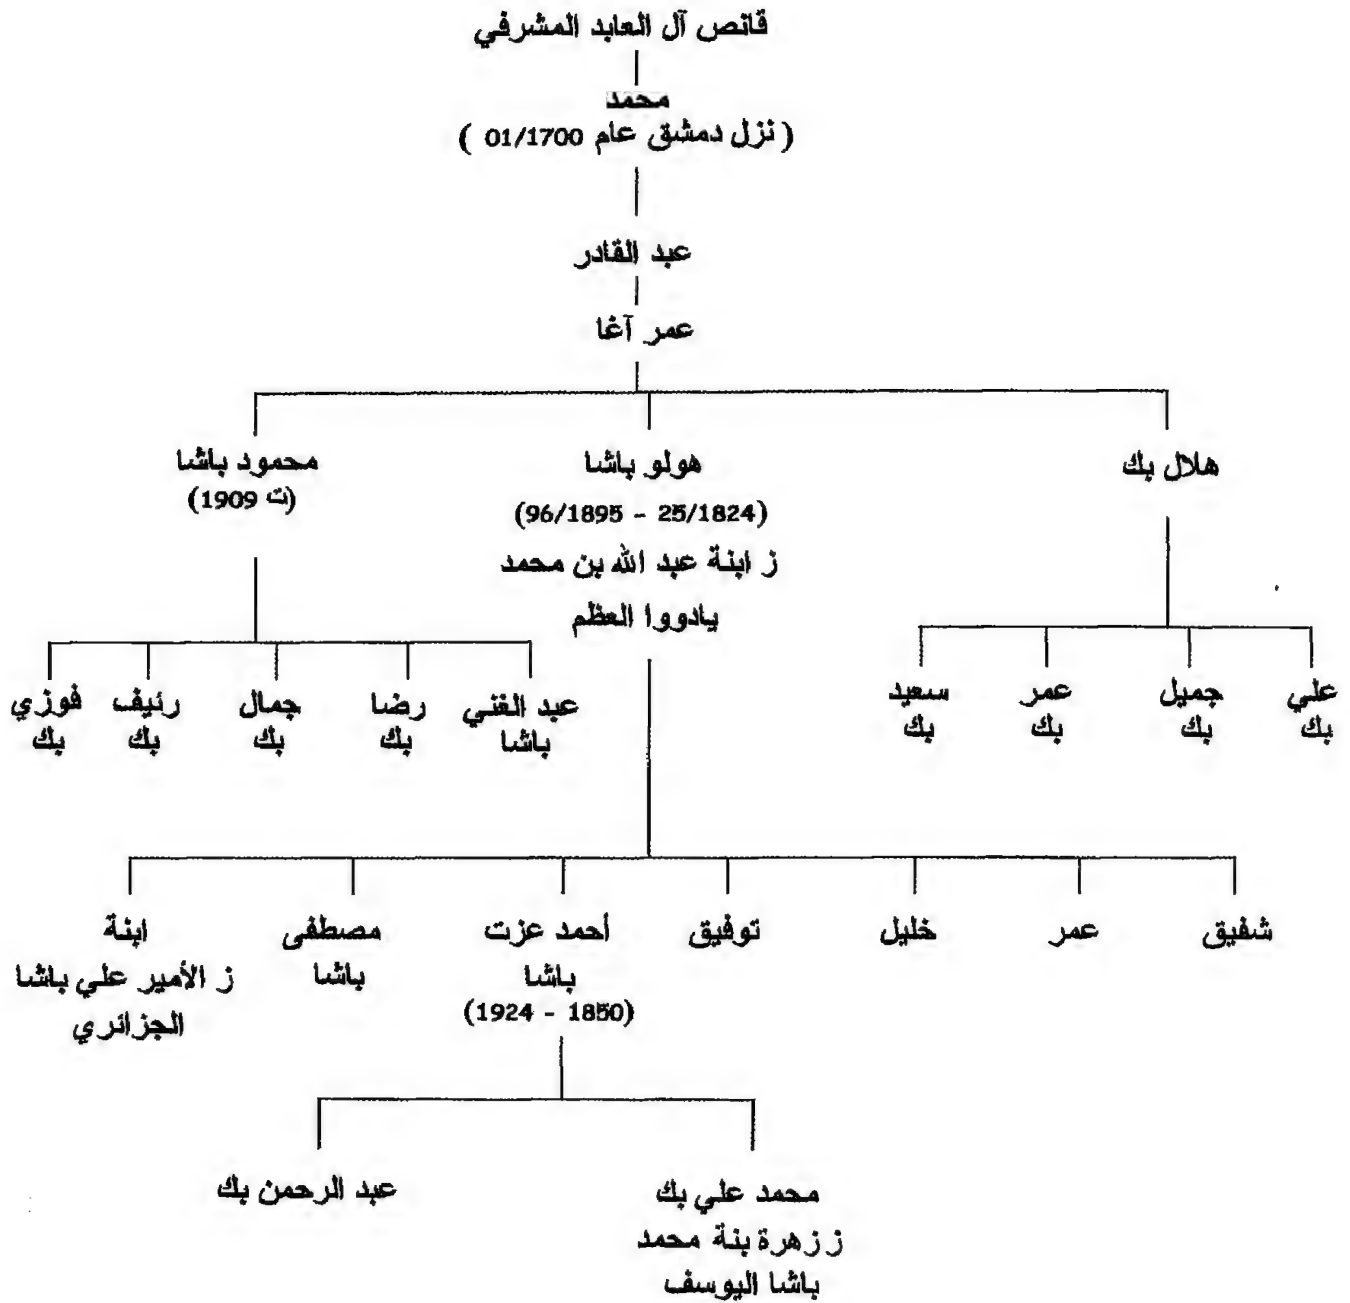 قانص آل العابد المشرفي
محمد
( نزل دمشق عام 01/1700 )
عبد القادر
عمر آغا
هلال بك
هولو باشا
(96/1895 - 25/1824)
ز ابنة عبد الله بن محمد
يادووا العظم
محمود باشا
(ت 1909)
علي
بك
جميل
بك
عمر
بك
سعيد
بك
عبد الغني
باشا
رضا
بك
جمال
بك
رئيف
بك
فوزي
بك
شفيق
عمر
خليل
توفيق
أحمد عزت
باشا
(1924 - 1850)
مصطفى
باشا
ابنة
ز الأمير علي باشا
الجزائري
محمد علي بك
ز زهرة بنة محمد
باشا اليوسف
عبد الرحمن بك